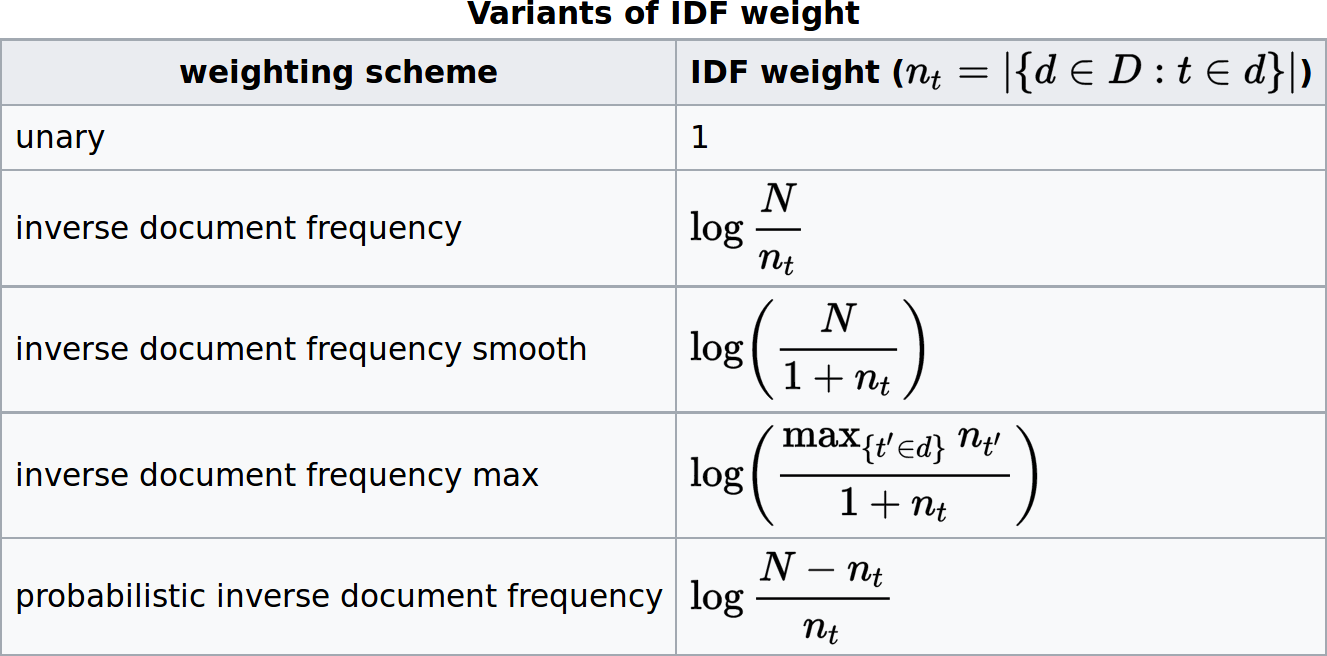 Variants of IDF weight
weighting scheme IDF weight (n_t = |{d ∈ D : t ∈ d}|)
unary 1
inverse document frequency log N/n_t
inverse document frequency smooth log(N/(1 + n_t))
inverse document frequency max log(max_{t′∈d} n_t′/(1 + n_t))
probabilistic inverse document frequency log (N − n_t)/n_t